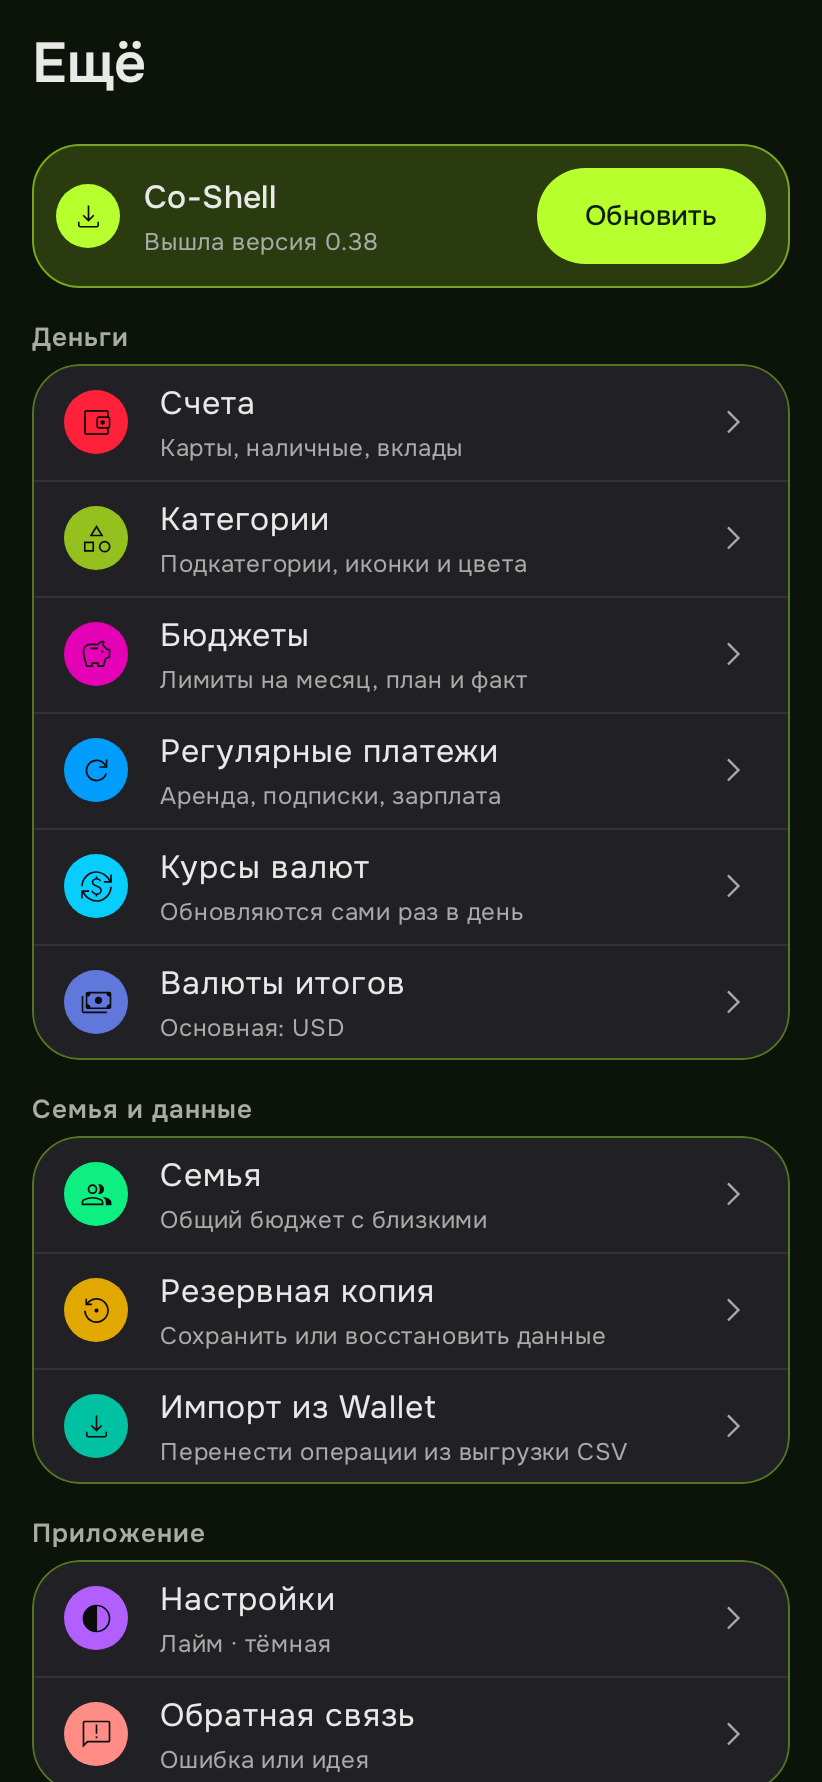 Ещё
Co-Shell
Вышла версия 0.38
Обновить
Деньги
Счета
Карты, наличные, вклады
Категории
Подкатегории, иконки и цвета
Бюджеты
Лимиты на месяц, план и факт
Регулярные платежи
Аренда, подписки, зарплата
Курсы валют
Обновляются сами раз в день
Валюты итогов
Основная: USD
Семья и данные
Семья
Общий бюджет с близкими
Резервная копия
Сохранить или восстановить данные
Импорт из Wallet
Перенести операции из выгрузки CSV
Приложение
Настройки
Лайм · тёмная
Обратная связь
Ошибка или идея